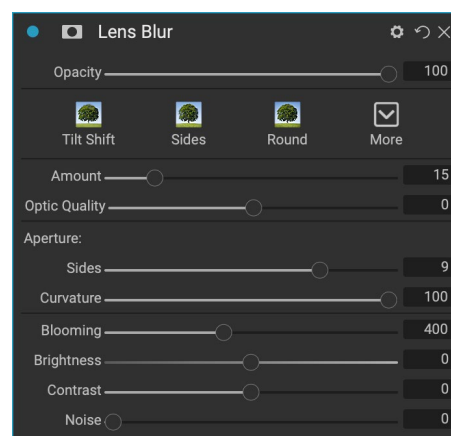 Lens Blur
Opacity 100
Tilt Shift Sides Round More
Amount 15
Optic Quality 0
Aperture:
Sides 9
Curvature 100
Blooming 400
Brightness 0
Contrast 0
Noise 0